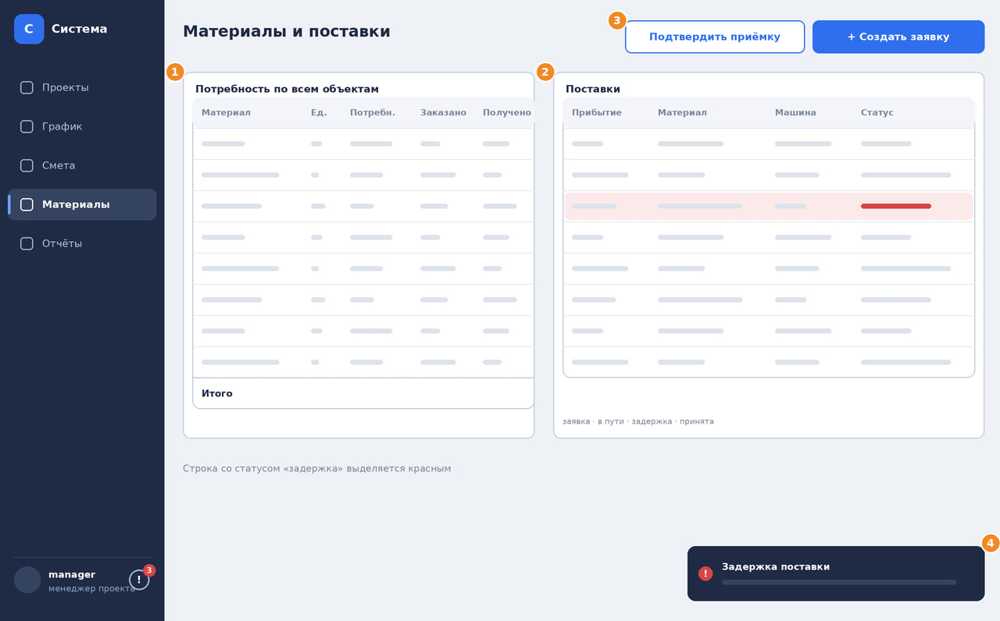 С Система
Проекты
График
Смета
Материалы
Отчёты
manager
менеджер проекта
!
3
Материалы и поставки
3
Подтвердить приёмку
+ Создать заявку
1
Потребность по всем объектам
Материал Ед. Потребн. Заказано Получено
Итого
2
Поставки
Прибытие Материал Машина Статус
заявка · в пути · задержка · принята
Строка со статусом «задержка» выделяется красным
4
! Задержка поставки